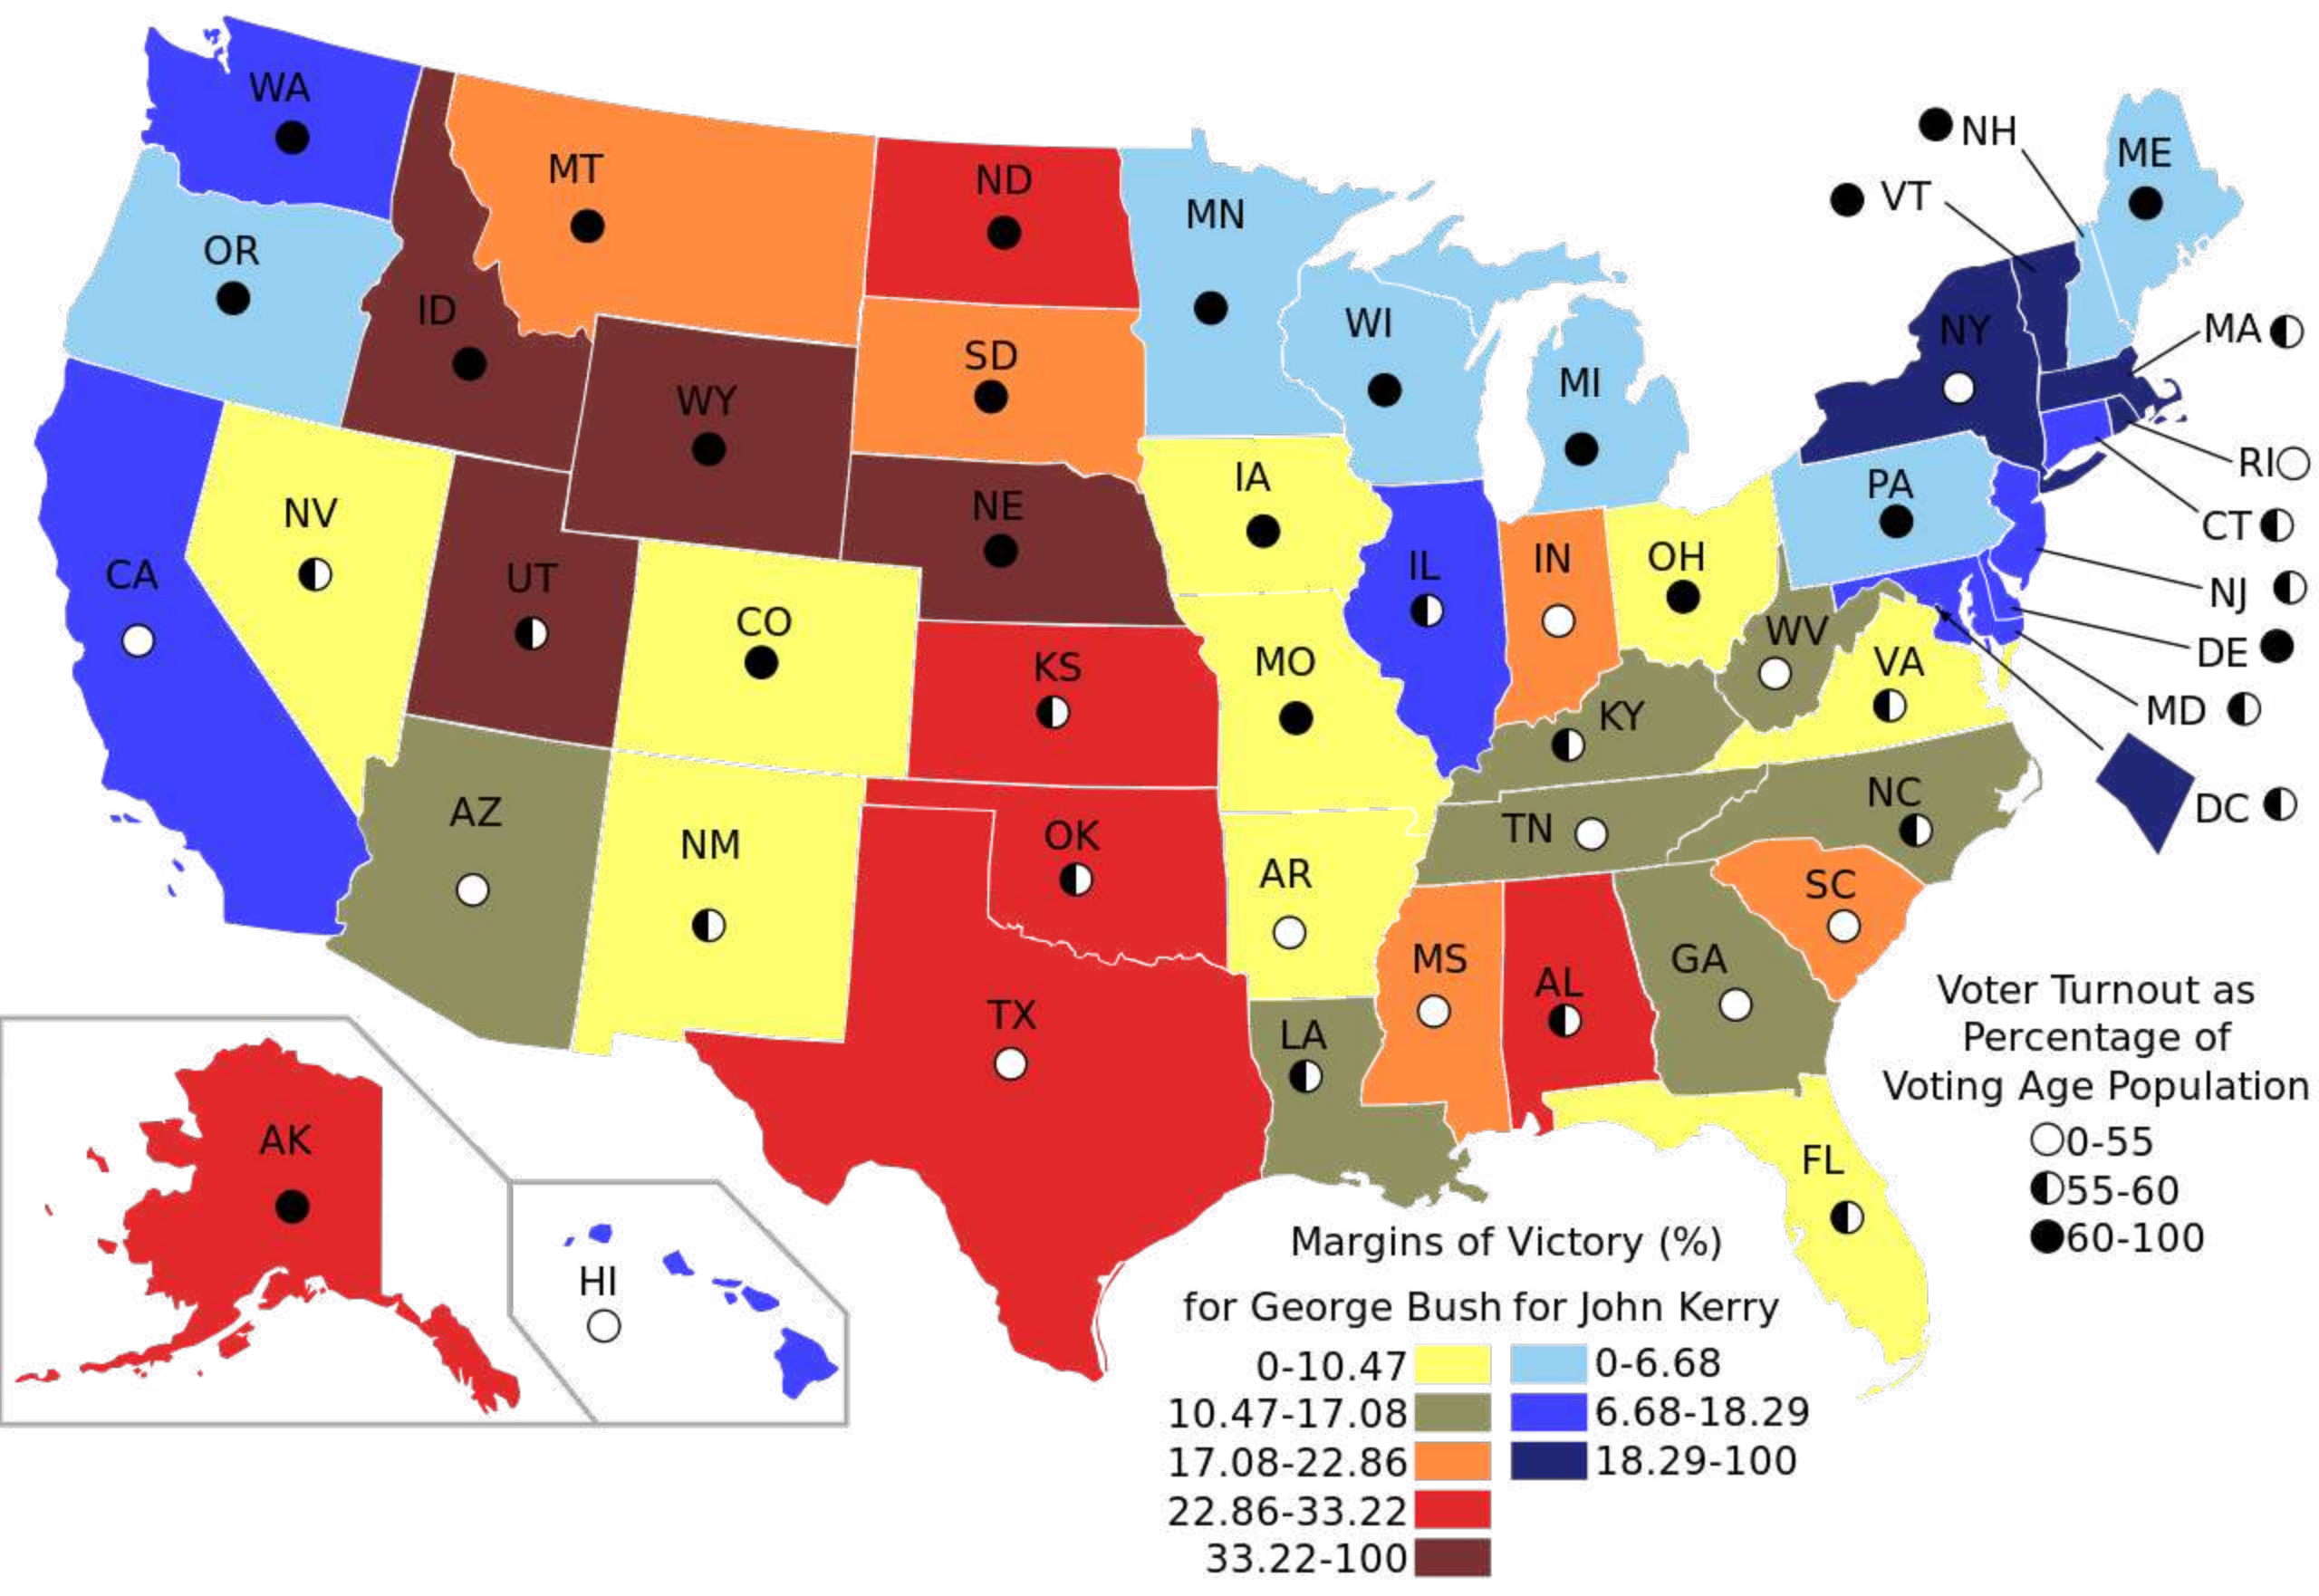 WA
NH
ME
MT
ND
VT
MN
OR
ID
WI
NY
MA
SD
MI
WY
RI
IA
PA
NE
NV
CT
IL
IN
OH
CA
UT
NJ
CO
WV
DE
MO
VA
KS
KY
MD
AZ
NC
DC
NM
OK
TN
AR
SC
MS
GA
AL
TX
LA
Voter Turnout as
Percentage of
Voting Age Population
0-55
55-60
60-100
AK
FL
HI
Margins of Victory (%)
for George Bush for John Kerry
0-10.47 0-6.68
10.47-17.08 6.68-18.29
17.08-22.86 18.29-100
22.86-33.22
33.22-100